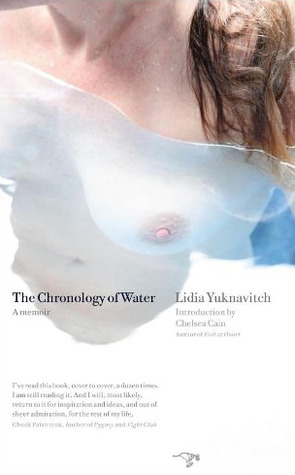 The Chronology of Water
A memoir
Lidia Yuknavitch
Introduction by
Chelsea Cain
Author of Evil at Heart
I've read this book, cover to cover, a dozen times.
I am still reading it. And I will, most likely,
return to it for inspiration and ideas, and out of
sheer admiration, for the rest of my life.
Chuck Palahniuk, Author of Pygmy and Fight Club